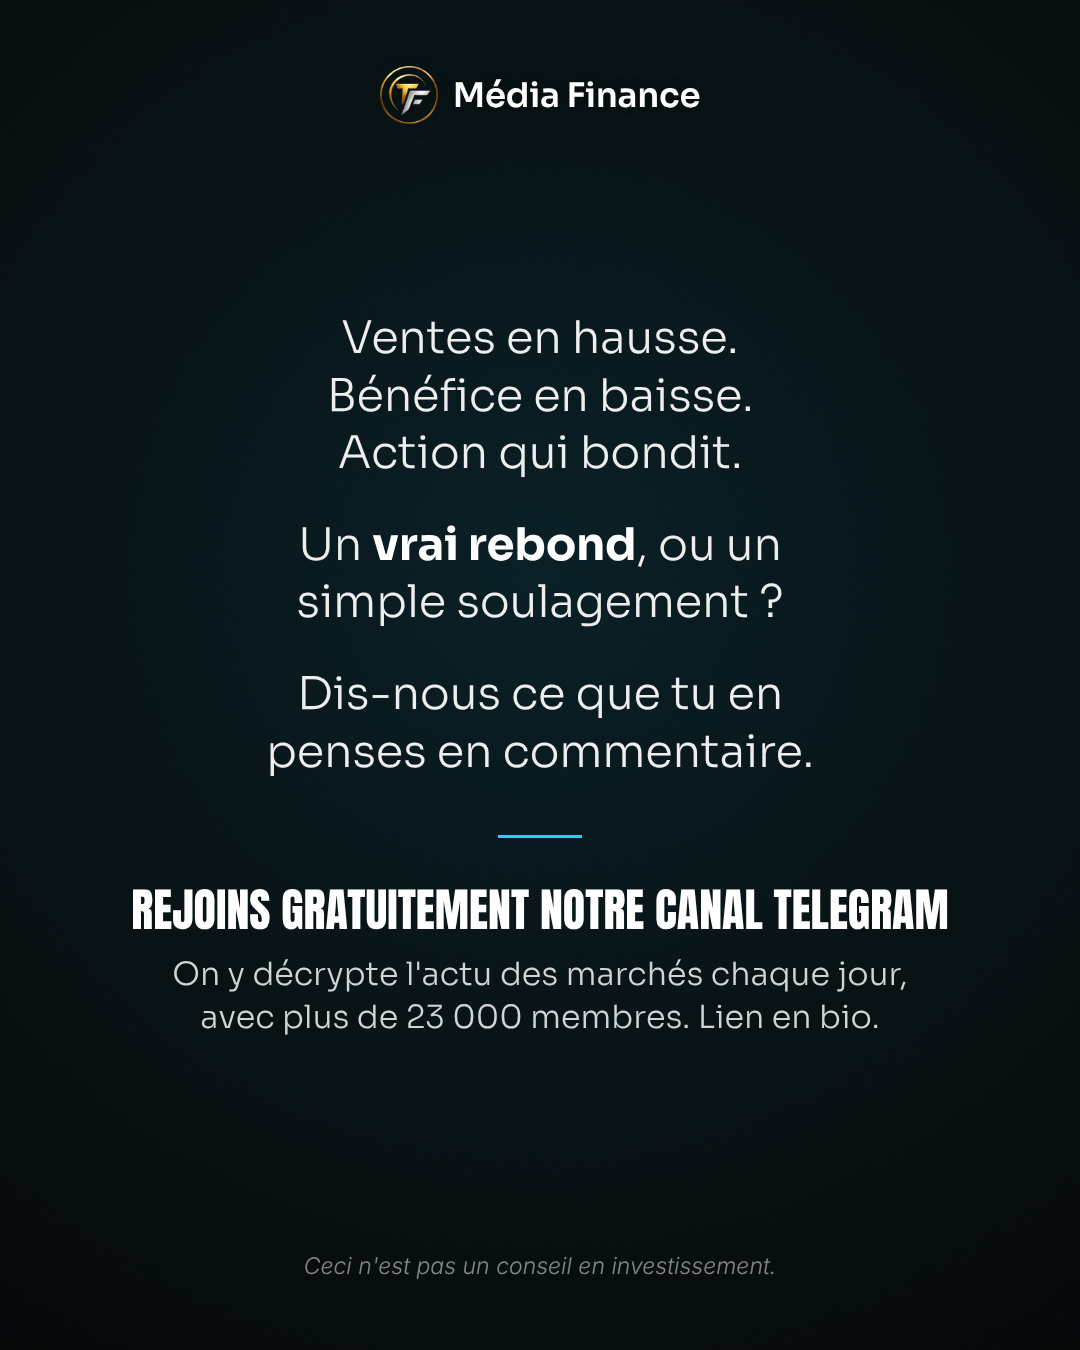 TF Média Finance
Ventes en hausse.
Bénéfice en baisse.
Action qui bondit.
Un vrai rebond, ou un
simple soulagement ?
Dis-nous ce que tu en
penses en commentaire.
REJOINS GRATUITEMENT NOTRE CANAL TELEGRAM
On y décrypte l'actu des marchés chaque jour,
avec plus de 23 000 membres. Lien en bio.
Ceci n'est pas un conseil en investissement.